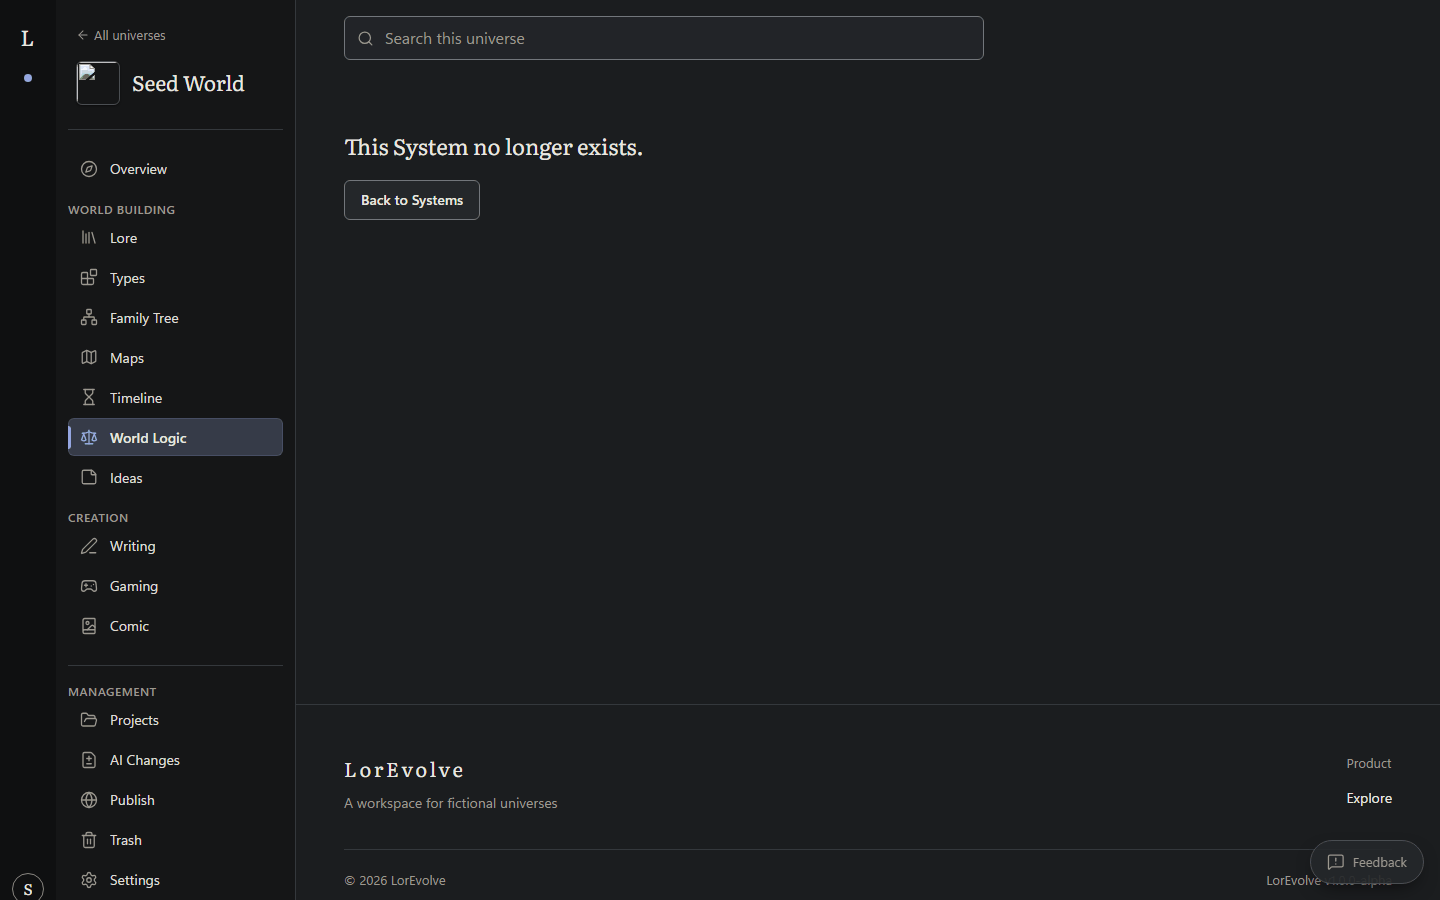 L
← All universes
Seed World
Overview
WORLD BUILDING
Lore
Types
Family Tree
Maps
Timeline
World Logic
Ideas
CREATION
Writing
Gaming
Comic
MANAGEMENT
Projects
AI Changes
Publish
Trash
Settings
S
Search this universe
This System no longer exists.
Back to Systems
LorEvolve
A workspace for fictional universes
Product
Explore
© 2026 LorEvolve
LorEvolve
Feedback